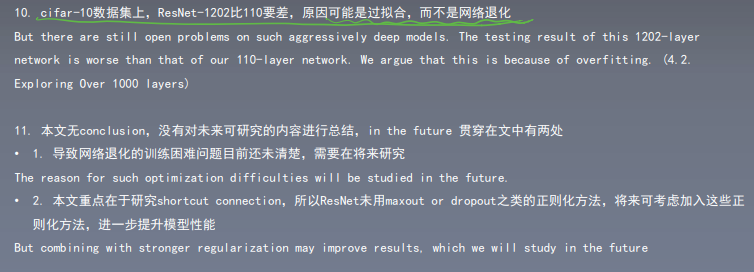 10. cifar-10数据集上，ResNet-1202比110要差，原因可能是过拟合，而不是网络退化
But there are still open problems on such aggressively deep models. The testing result of this 1202-layer
network is worse than that of our 110-layer network. We argue that this is because of overfitting. (4.2.
Exploring Over 1000 layers)
11. 本文无conclusion，没有对未来可研究的内容进行总结，in the future 贯穿在文中有两处
• 1. 导致网络退化的训练困难问题目前还未清楚，需要在将来研究
The reason for such optimization difficulties will be studied in the future.
• 2. 本文重点在于研究shortcut connection，所以ResNet未用maxout or dropout之类的正则化方法，将来可考虑加入这些正
则化方法，进一步提升模型性能
But combining with stronger regularization may improve results, which we will study in the future